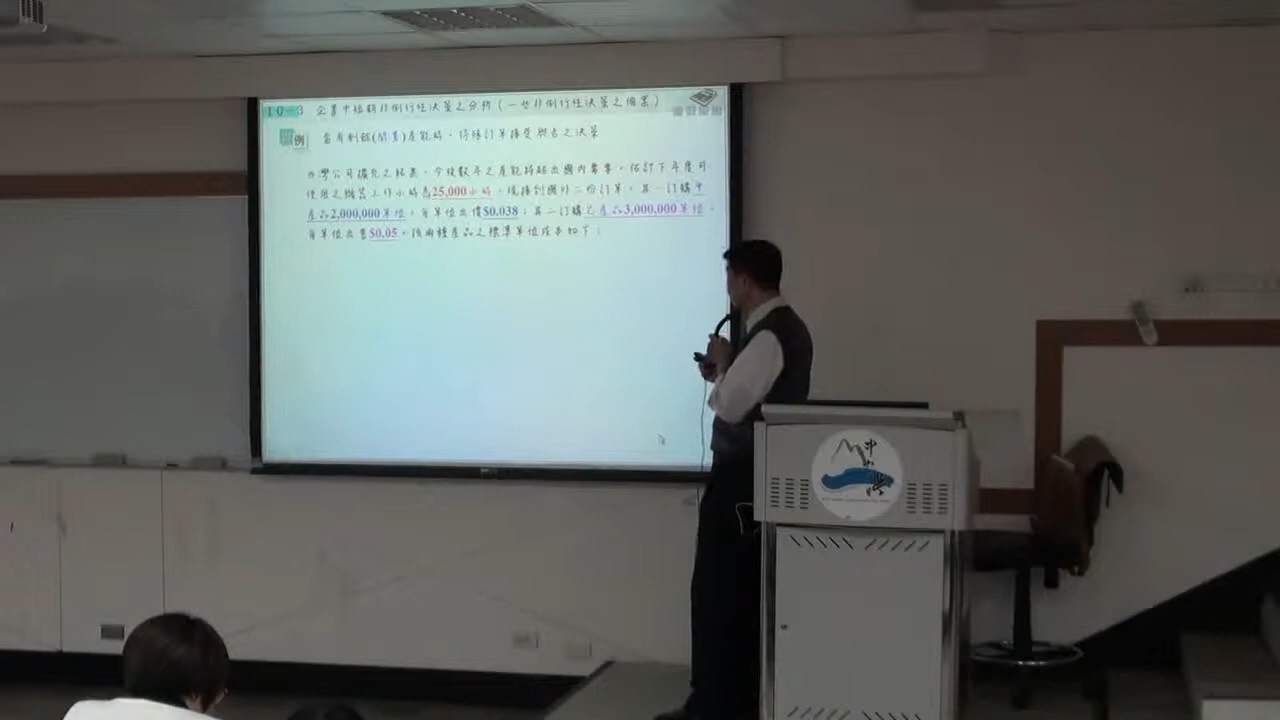 10-3 企業中短期非例行性決策之分析(一些非例行性決策之個案)
例 當有剩餘(閒置)產能時，特殊訂單接受與否之決策
台灣公司擴充之結果，今後數年之產能將超出國內需要，估計下年度可
使用之機器工作小時為25,000小時，現接到國外二份訂單，其一訂購甲
產品2,000,000單位，每單位出價$0.038；其二訂購乙產品3,000,000單位，
每單位出售$0.05，該兩種產品之標準單位成本如下：
中山